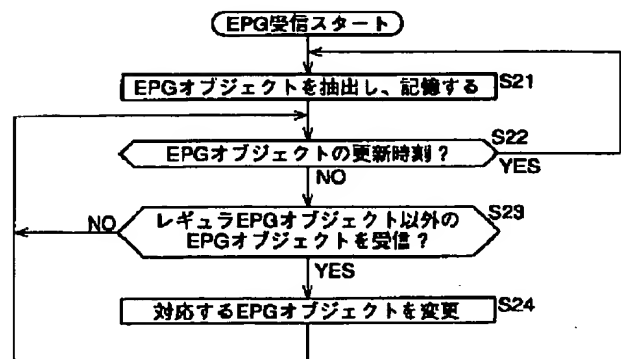 EPG受信スタート
EPGオブジェクトを抽出し、記憶する
S21
EPGオブジェクトの更新時刻?
S22
YES
NO
レギュラEPGオブジェクト以外の
EPGオブジェクトを受信?
S23
NO
YES
対応するEPGオブジェクトを変更
S24